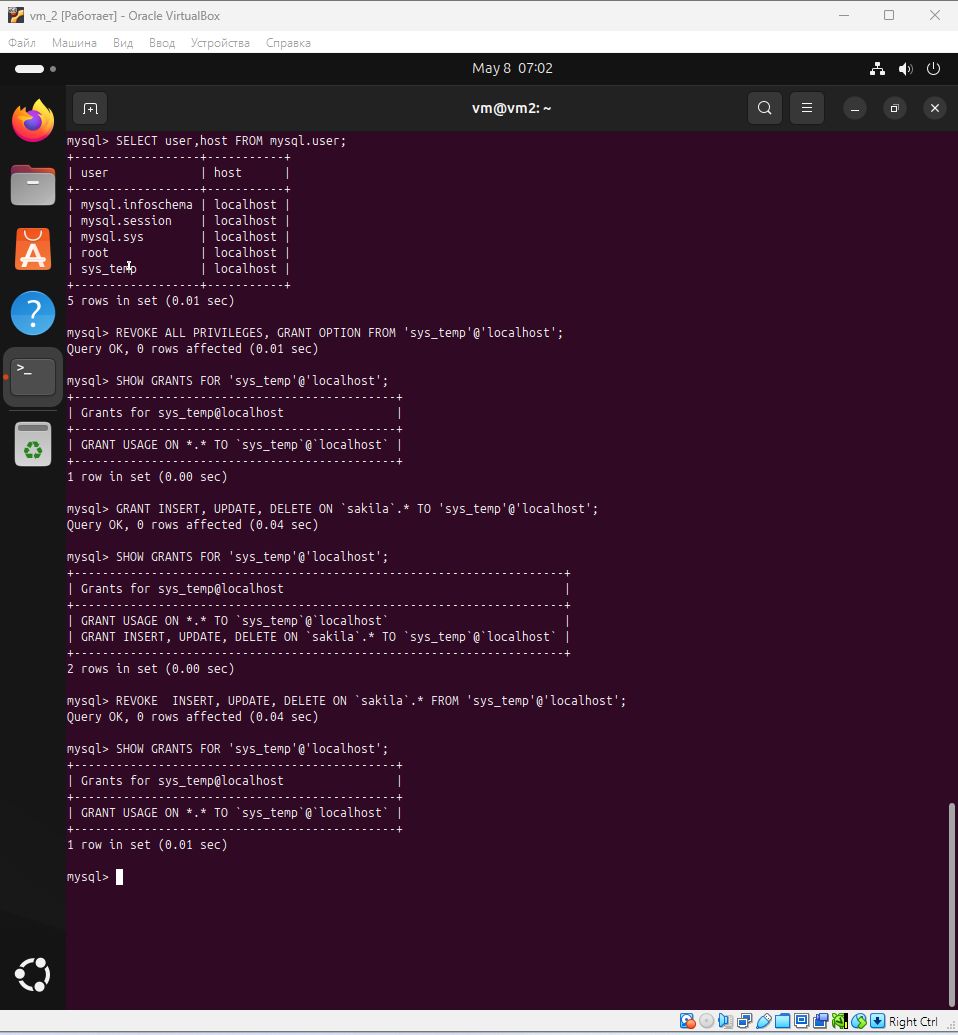 vm_2 [Работает] - Oracle VirtualBox
Файл Машина Вид Ввод Устройства Справка
May 8 07:02
vm@vm2: ~
mysql> SELECT user,host FROM mysql.user;
+------------------+-----------+
| user             | host      |
+------------------+-----------+
| mysql.infoschema | localhost |
| mysql.session    | localhost |
| mysql.sys        | localhost |
| root             | localhost |
| sys_temp         | localhost |
+------------------+-----------+
5 rows in set (0.01 sec)
mysql> REVOKE ALL PRIVILEGES, GRANT OPTION FROM 'sys_temp'@'localhost';
Query OK, 0 rows affected (0.01 sec)
mysql> SHOW GRANTS FOR 'sys_temp'@'localhost';
+----------------------------------------------+
| Grants for sys_temp@localhost                |
+----------------------------------------------+
| GRANT USAGE ON *.* TO `sys_temp`@`localhost` |
+----------------------------------------------+
1 row in set (0.00 sec)
mysql> GRANT INSERT, UPDATE, DELETE ON `sakila`.* TO 'sys_temp'@'localhost';
Query OK, 0 rows affected (0.04 sec)
mysql> SHOW GRANTS FOR 'sys_temp'@'localhost';
+----------------------------------------------------------------------+
| Grants for sys_temp@localhost                                        |
+----------------------------------------------------------------------+
| GRANT USAGE ON *.* TO `sys_temp`@`localhost`                         |
| GRANT INSERT, UPDATE, DELETE ON `sakila`.* TO `sys_temp`@`localhost` |
+----------------------------------------------------------------------+
2 rows in set (0.00 sec)
mysql> REVOKE  INSERT, UPDATE, DELETE ON `sakila`.* FROM 'sys_temp'@'localhost';
Query OK, 0 rows affected (0.04 sec)
mysql> SHOW GRANTS FOR 'sys_temp'@'localhost';
+----------------------------------------------+
| Grants for sys_temp@localhost                |
+----------------------------------------------+
| GRANT USAGE ON *.* TO `sys_temp`@`localhost` |
+----------------------------------------------+
1 row in set (0.01 sec)
mysql>
Right Ctrl